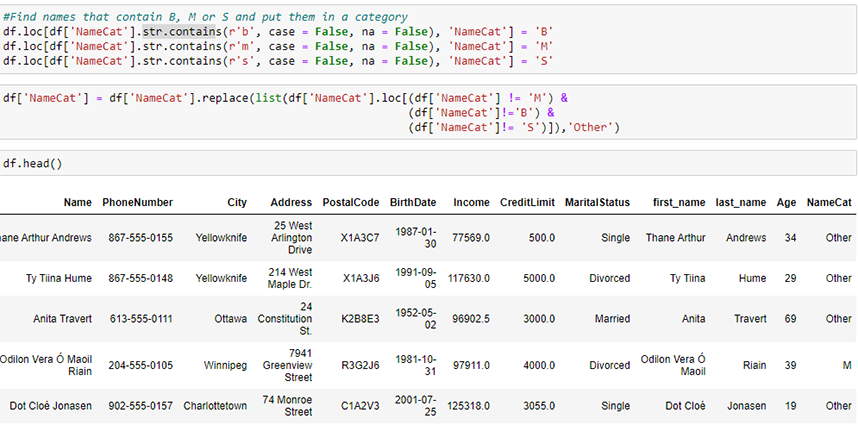 #Find names that contain B, M or S and put them in a category
df.loc[df['NameCat'].str.contains(r'b', case = False, na = False), 'NameCat'] = 'B'
df.loc[df['NameCat'].str.contains(r'm', case = False, na = False), 'NameCat'] = 'M'
df.loc[df['NameCat'].str.contains(r's', case = False, na = False), 'NameCat'] = 'S'
df['NameCat'] = df['NameCat'].replace(list(df['NameCat'].loc[(df['NameCat'] != 'M') &
(df['NameCat']!='B') &
(df['NameCat']!= 'S')]),'Other')
df.head()
Name PhoneNumber City Address PostalCode BirthDate Income CreditLimit MaritalStatus first_name last_name Age NameCat
hane Arthur Andrews 867-555-0155 Yellowknife 25 West Arlington Drive X1A3C7 1987-01-30 77569.0 500.0 Single Thane Arthur Andrews 34 Other
Ty Tiina Hume 867-555-0148 Yellowknife 214 West Maple Dr. X1A3J6 1991-09-05 117630.0 5000.0 Divorced Ty Tiina Hume 29 Other
Anita Travert 613-555-0111 Ottawa 24 Constitution St. K2B8E3 1952-05-02 96902.5 3000.0 Married Anita Travert 69 Other
Odilon Vera Ó Maoil Riain 204-555-0105 Winnipeg 7941 Greenview Street R3G2J6 1981-10-31 97911.0 4000.0 Divorced Odilon Vera Ó Maoil Riain 39 M
Dot Cloé Jonasen 902-555-0157 Charlottetown 74 Monroe Street C1A2V3 2001-07-25 125318.0 3055.0 Single Dot Cloé Jonasen 19 Other